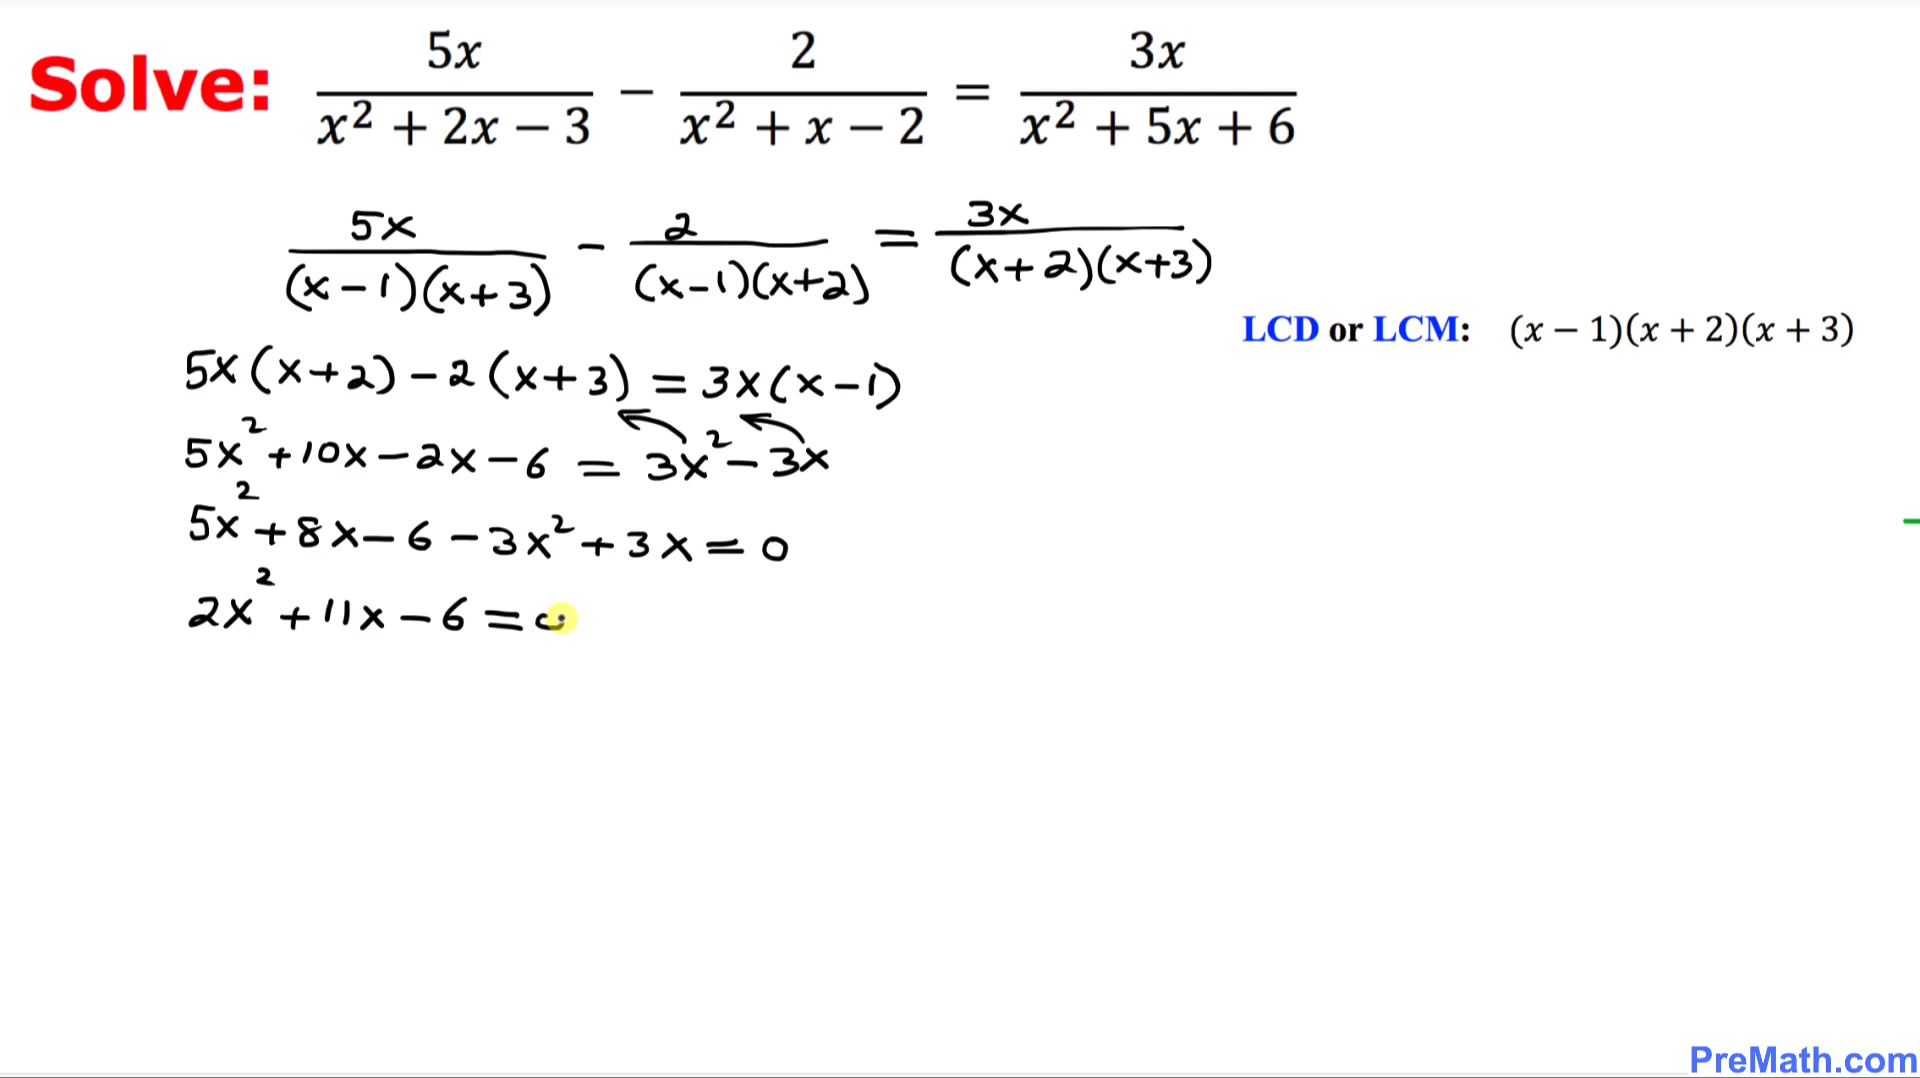 Solve: 5x/(x² + 2x − 3) − 2/(x² + x − 2) = 3x/(x² + 5x + 6)
5x/((x−1)(x+3)) − 2/((x−1)(x+2)) = 3x/((x+2)(x+3))
LCD or LCM: (x − 1)(x + 2)(x + 3)
5x(x+2) − 2(x+3) = 3x(x−1)
5x² + 10x − 2x − 6 = 3x² − 3x
5x² + 8x − 6 − 3x² + 3x = 0
2x² + 11x − 6 =
PreMath.com